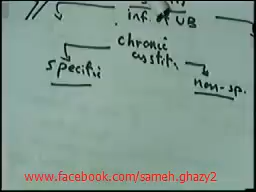 inf. of UB
chronic
cystitis
specific
non-sp.
www.facebook.com/sameh.ghazy2